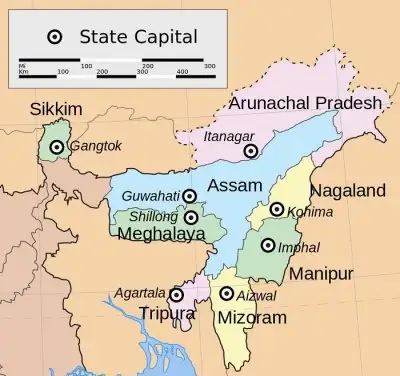 State Capital
Mi 100 200 300
Km 100 200 300 400
Sikkim
Gangtok
Arunachal Pradesh
Itanagar
Assam
Guwahati
Nagaland
Shillong
Kohima
Meghalaya
Imphal
Manipur
Agartala
Aizwal
Tripura
Mizoram